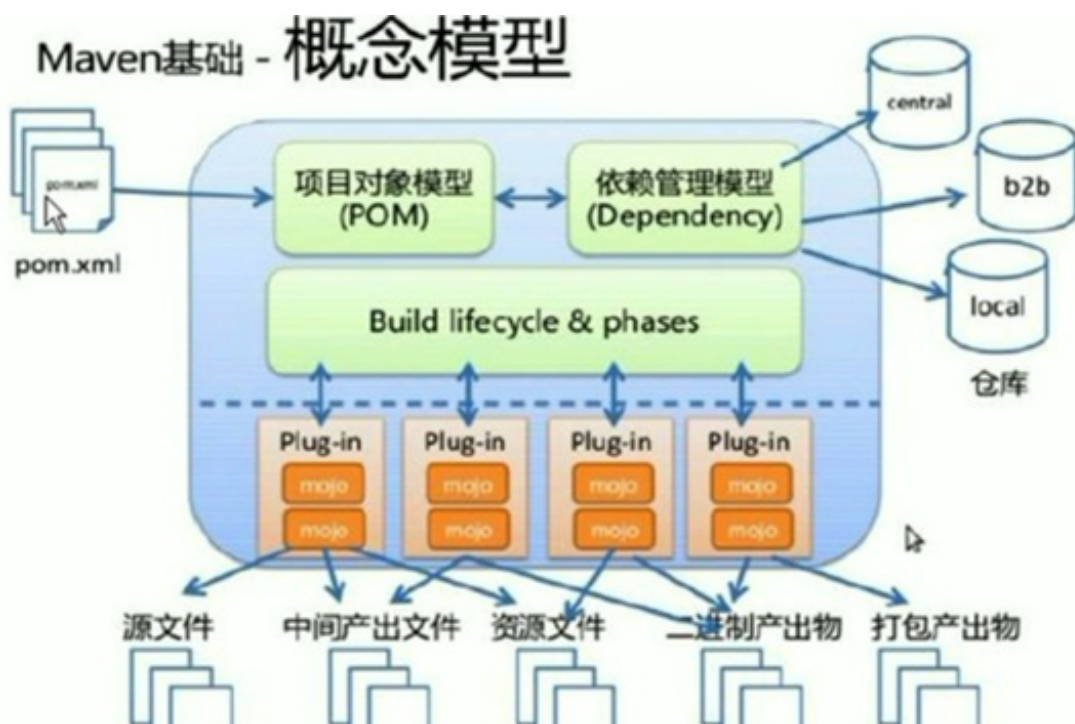 Maven基础 - 概念模型
central
b2b
local
仓库
pom.xml
pom.xml
项目对象模型
(POM)
依赖管理模型
(Dependency)
Build lifecycle & phases
Plug-in
mojo
mojo
Plug-in
mojo
mojo
Plug-in
mojo
mojo
Plug-in
mojo
mojo
源文件
中间产出文件
资源文件
二进制产出物
打包产出物